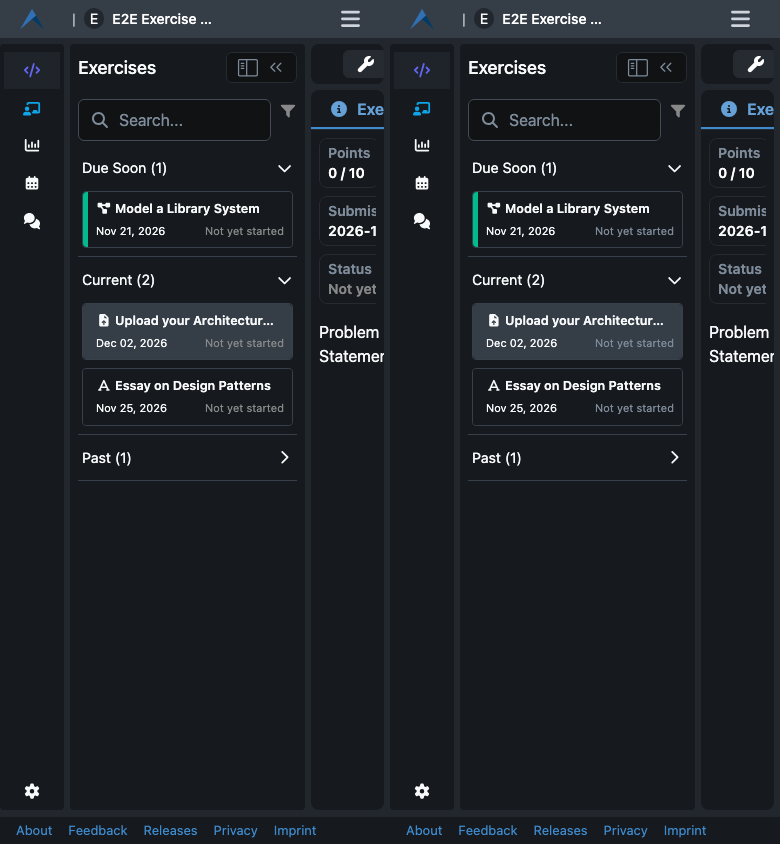 | E E2E Exercise ...
Exercises
Search...
Due Soon (1)
Model a Library System
Nov 21, 2026 Not yet started
Current (2)
Upload your Architectur...
Dec 02, 2026 Not yet started
Essay on Design Patterns
Nov 25, 2026 Not yet started
Past (1)
Exe
Points
0 / 10
Submis
2026-1
Status
Not yet
Problem
Statemer
About Feedback Releases Privacy Imprint
| E E2E Exercise ...
Exercises
Search...
Due Soon (1)
Model a Library System
Nov 21, 2026 Not yet started
Current (2)
Upload your Architectur...
Dec 02, 2026 Not yet started
Essay on Design Patterns
Nov 25, 2026 Not yet started
Past (1)
Exe
Points
0 / 10
Submis
2026-1
Status
Not yet
Problem
Statemer
About Feedback Releases Privacy Imprint